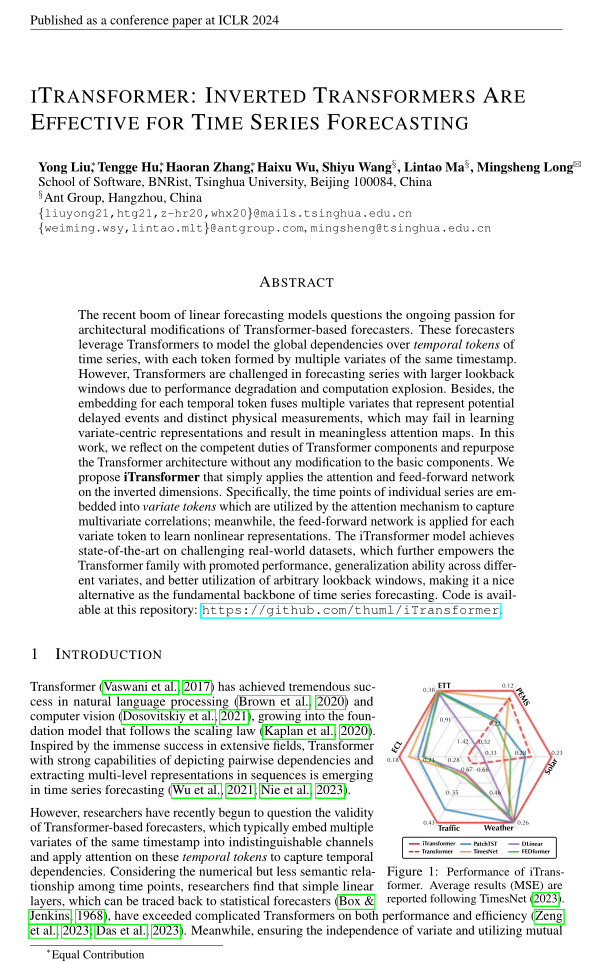 Published as a conference paper at ICLR 2024
ITRANSFORMER: INVERTED TRANSFORMERS ARE
EFFECTIVE FOR TIME SERIES FORECASTING
Yong Liu,* Tengge Hu,* Haoran Zhang,* Haixu Wu, Shiyu Wang§, Lintao Ma§, Mingsheng Long✉
School of Software, BNRist, Tsinghua University, Beijing 100084, China
§Ant Group, Hangzhou, China
{liuyong21,htg21,z-hr20,whx20}@mails.tsinghua.edu.cn
{weiming.wsy,lintao.mlt}@antgroup.com, mingsheng@tsinghua.edu.cn
ABSTRACT
The recent boom of linear forecasting models questions the ongoing passion for
architectural modifications of Transformer-based forecasters. These forecasters
leverage Transformers to model the global dependencies over temporal tokens of
time series, with each token formed by multiple variates of the same timestamp.
However, Transformers are challenged in forecasting series with larger lookback
windows due to performance degradation and computation explosion. Besides, the
embedding for each temporal token fuses multiple variates that represent potential
delayed events and distinct physical measurements, which may fail in learning
variate-centric representations and result in meaningless attention maps. In this
work, we reflect on the competent duties of Transformer components and repurpose
the Transformer architecture without any modification to the basic components. We
propose iTransformer that simply applies the attention and feed-forward network
on the inverted dimensions. Specifically, the time points of individual series are em-
bedded into variate tokens which are utilized by the attention mechanism to capture
multivariate correlations; meanwhile, the feed-forward network is applied for each
variate token to learn nonlinear representations. The iTransformer model achieves
state-of-the-art on challenging real-world datasets, which further empowers the
Transformer family with promoted performance, generalization ability across dif-
ferent variates, and better utilization of arbitrary lookback windows, making it a nice
alternative as the fundamental backbone of time series forecasting. Code is avail-
able at this repository: https://github.com/thuml/iTransformer.
1 INTRODUCTION
Transformer (Vaswani et al., 2017) has achieved tremendous suc-
cess in natural language processing (Brown et al., 2020) and
computer vision (Dosovitskiy et al., 2021), growing into the foun-
dation model that follows the scaling law (Kaplan et al., 2020).
Inspired by the immense success in extensive fields, Transformer
with strong capabilities of depicting pairwise dependencies and
extracting multi-level representations in sequences is emerging
in time series forecasting (Wu et al., 2021; Nie et al., 2023).
However, researchers have recently begun to question the validity
of Transformer-based forecasters, which typically embed multiple
variates of the same timestamp into indistinguishable channels
and apply attention on these temporal tokens to capture temporal
dependencies. Considering the numerical but less semantic rela-
tionship among time points, researchers find that simple linear
layers, which can be traced back to statistical forecasters (Box &
Jenkins, 1968), have exceeded complicated Transformers on both performance and efficiency (Zeng
et al., 2023; Das et al., 2023). Meanwhile, ensuring the independence of variate and utilizing mutual
ETT
0.38
0.12
PEMS
0.91
1.42
0.32
ECL
0.18
0.21
0.28
0.33
0.28
0.23
Solar
0.67
0.66
0.55
0.46
0.43
Traffic
Weather
0.26
iTransformer
PatchTST
DLinear
Transformer
TimesNet
FEDformer
Figure 1: Performance of iTrans-
former. Average results (MSE) are
reported following TimesNet (2023).
*Equal Contribution